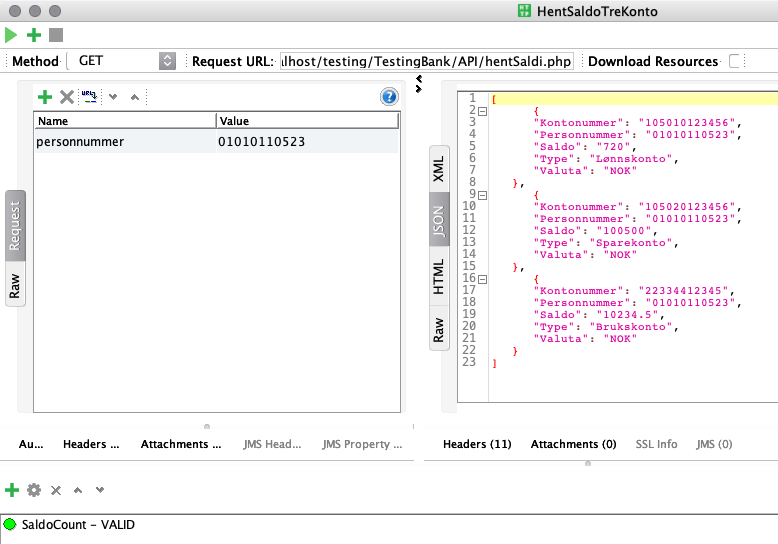 HentSaldoTreKonto
Method GET Request URL: lhost/testing/TestingBank/API/hentSaldi.php Download Resources
Name Value
personnummer 01010110523
Request
Raw
XML
JSON
HTML
Raw
1 [
2 {
3 "Kontonummer": "105010123456",
4 "Personnummer": "01010110523",
5 "Saldo": "720",
6 "Type": "Lønnskonto",
7 "Valuta": "NOK"
8 },
9 {
10 "Kontonummer": "105020123456",
11 "Personnummer": "01010110523",
12 "Saldo": "100500",
13 "Type": "Sparekonto",
14 "Valuta": "NOK"
15 },
16 {
17 "Kontonummer": "22334412345",
18 "Personnummer": "01010110523",
19 "Saldo": "10234.5",
20 "Type": "Brukskonto",
21 "Valuta": "NOK"
22 }
23 ]
Au... Headers ... Attachments ... JMS Head... JMS Property ...
Headers (11) Attachments (0) SSL Info JMS (0)
SaldoCount - VALID